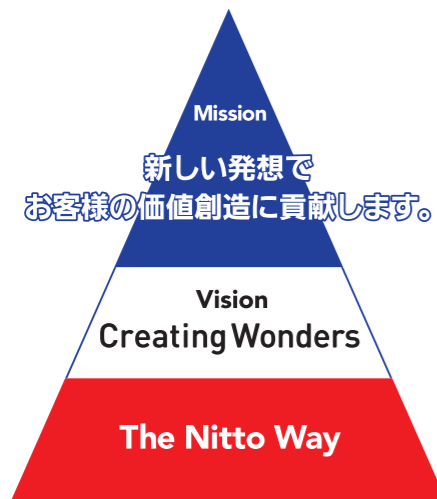 Mission
新しい発想で
お客様の価値創造に貢献します。
Vision
Creating Wonders
The Nitto Way